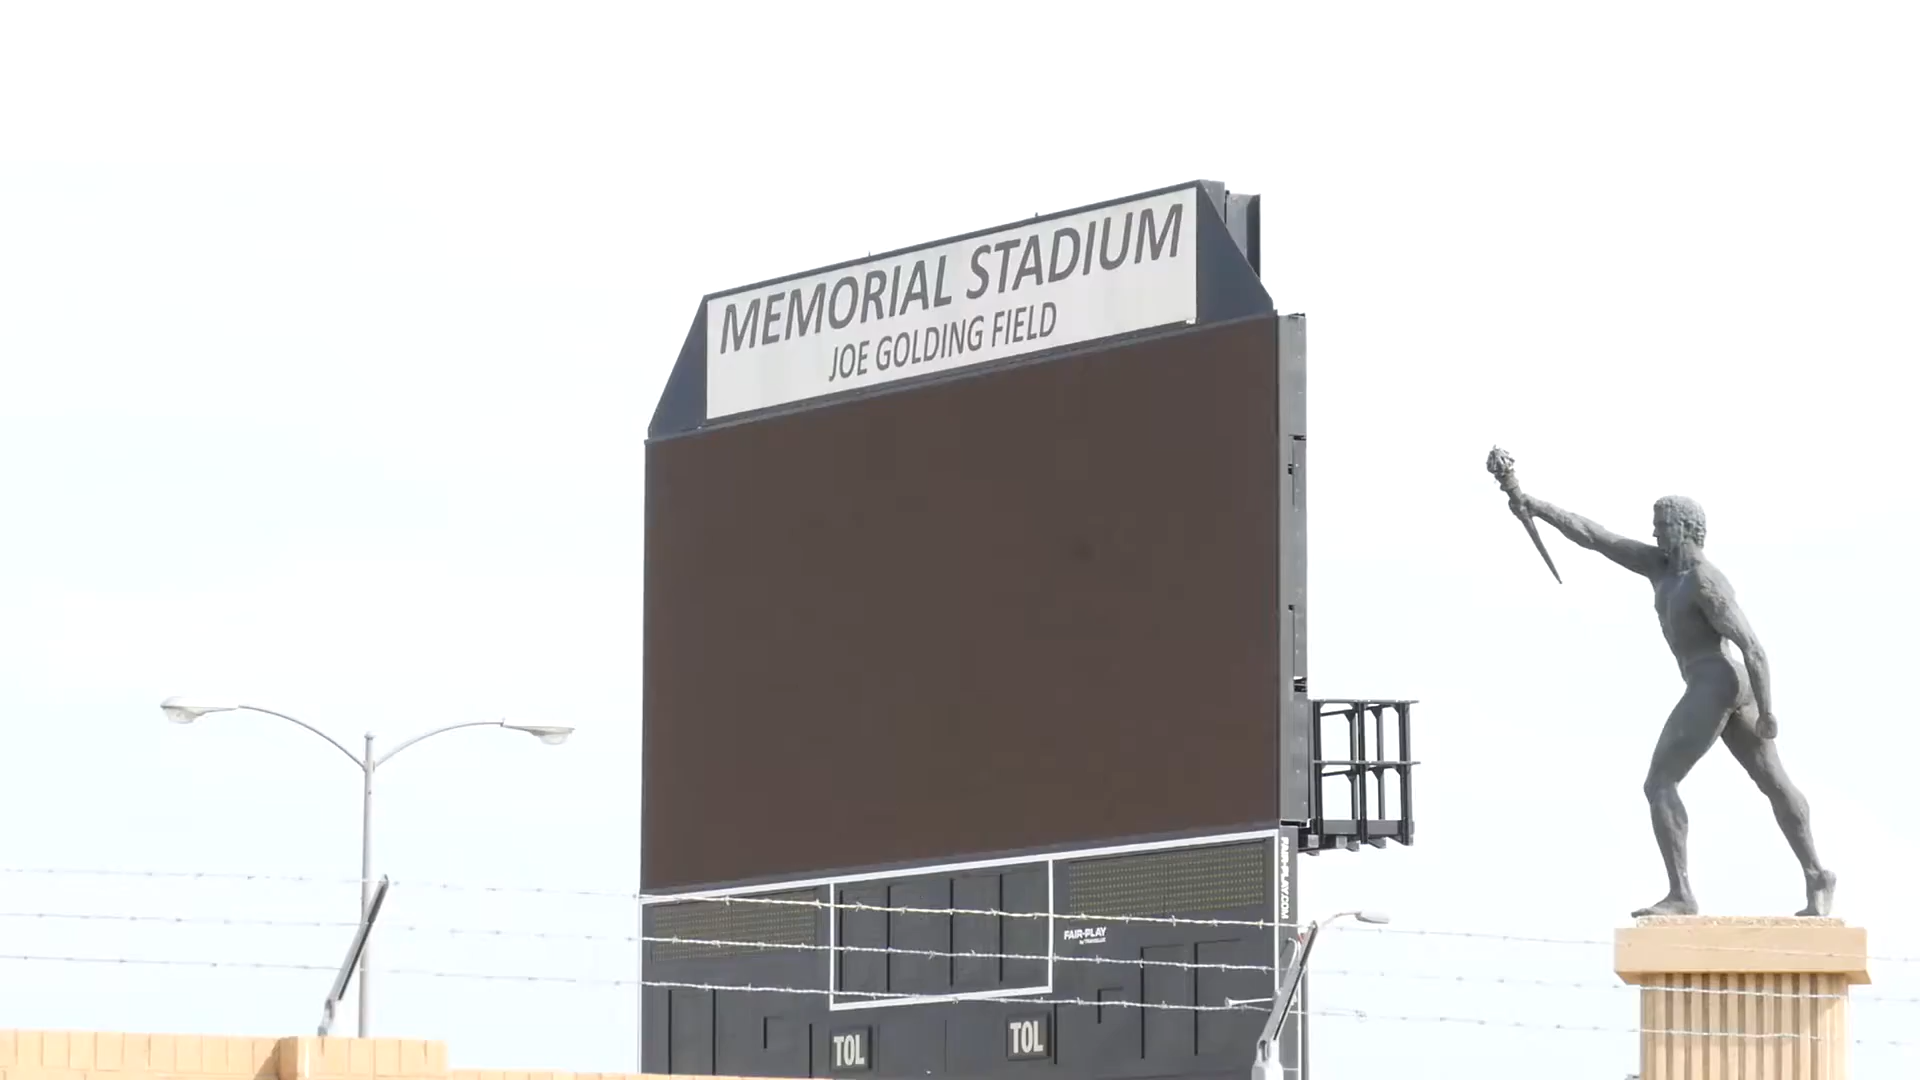 MEMORIAL STADIUM
JOE GOLDING FIELD
FAIR-PLAY.COM
FAIR-PLAY
TOL
TOL